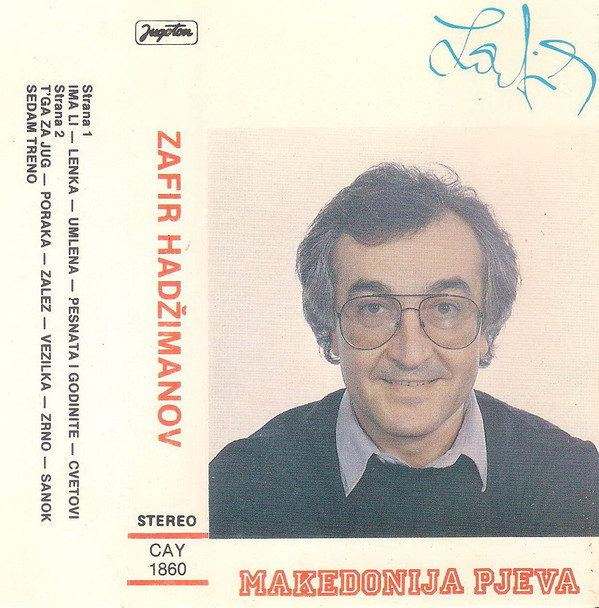 Strana 1
IMA LI — LENKA — UMLENA — PESNATA I GODINITE — CVETOVI
Strana 2
T'GA ZA JUG — PORAKA — ZALEZ — VEZILKA — ZRNO — SANOK
SEDAM TRENO
Jugoton
ZAFIR HADŽIMANOV
STEREO
CAY
1860
Zafir
MAKEDONIJA PJEVA